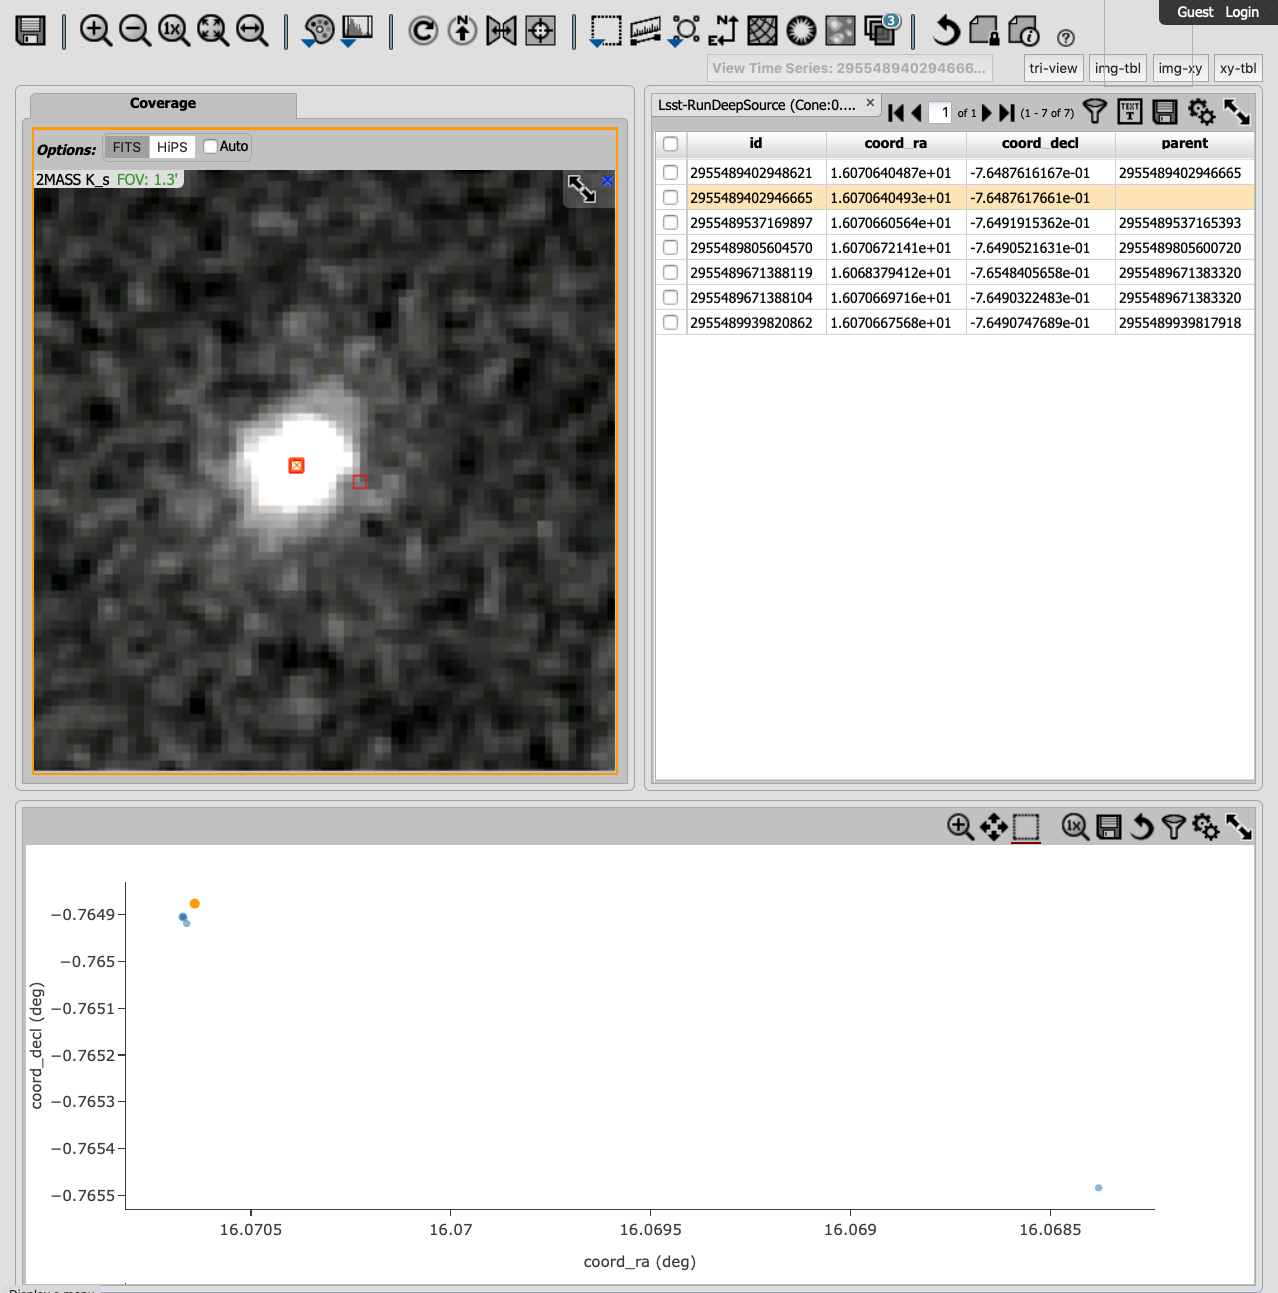 Guest Login
3
View Time Series: 295548940294666...
tri-view img-tbl img-xy xy-tbl
Coverage
Options: FITS HiPS Auto
2MASS K_s FOV: 1.3'
Lsst-RunDeepSource (Cone:0.... × 1 of 1 (1 - 7 of 7) TEXT T
id coord_ra coord_decl parent
2955489402948621 1.6070640487e+01 -7.6487616167e-01 2955489402946665
2955489402946665 1.6070640493e+01 -7.6487617661e-01
2955489537169897 1.6070660564e+01 -7.6491915362e-01 2955489537165393
2955489805604570 1.6070672141e+01 -7.6490521631e-01 2955489805600720
2955489671388119 1.6068379412e+01 -7.6548405658e-01 2955489671383320
2955489671388104 1.6070669716e+01 -7.6490322483e-01 2955489671383320
2955489939820862 1.6070667568e+01 -7.6490747689e-01 2955489939817918
1x
coord_decl (deg)
−0.7649
−0.765
−0.7651
−0.7652
−0.7653
−0.7654
−0.7655
16.0705 16.07 16.0695 16.069 16.0685
coord_ra (deg)